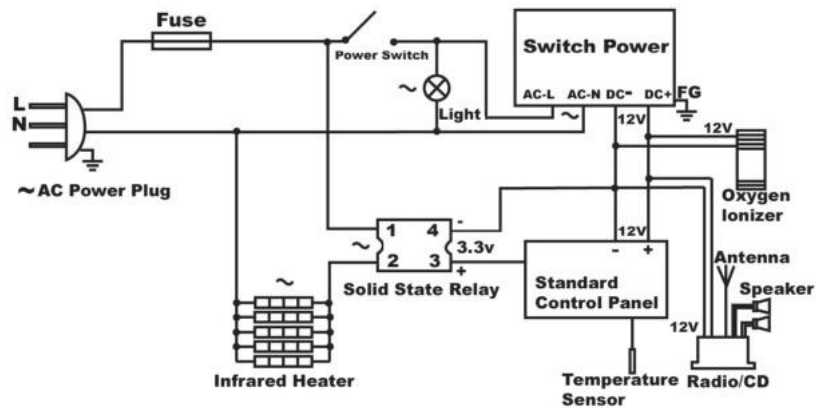 Fuse
Power Switch
Switch Power
AC-L AC-N DC- DC+ FG
L
N
~
Light
~
12V
12V
~ AC Power Plug
Oxygen
Ionizer
1 4 -
~
2 3 +
3.3v
Solid State Relay
12V
- +
Standard
Control Panel
Antenna
Speaker
~
12V
Infrared Heater
Temperature
Sensor
Radio/CD